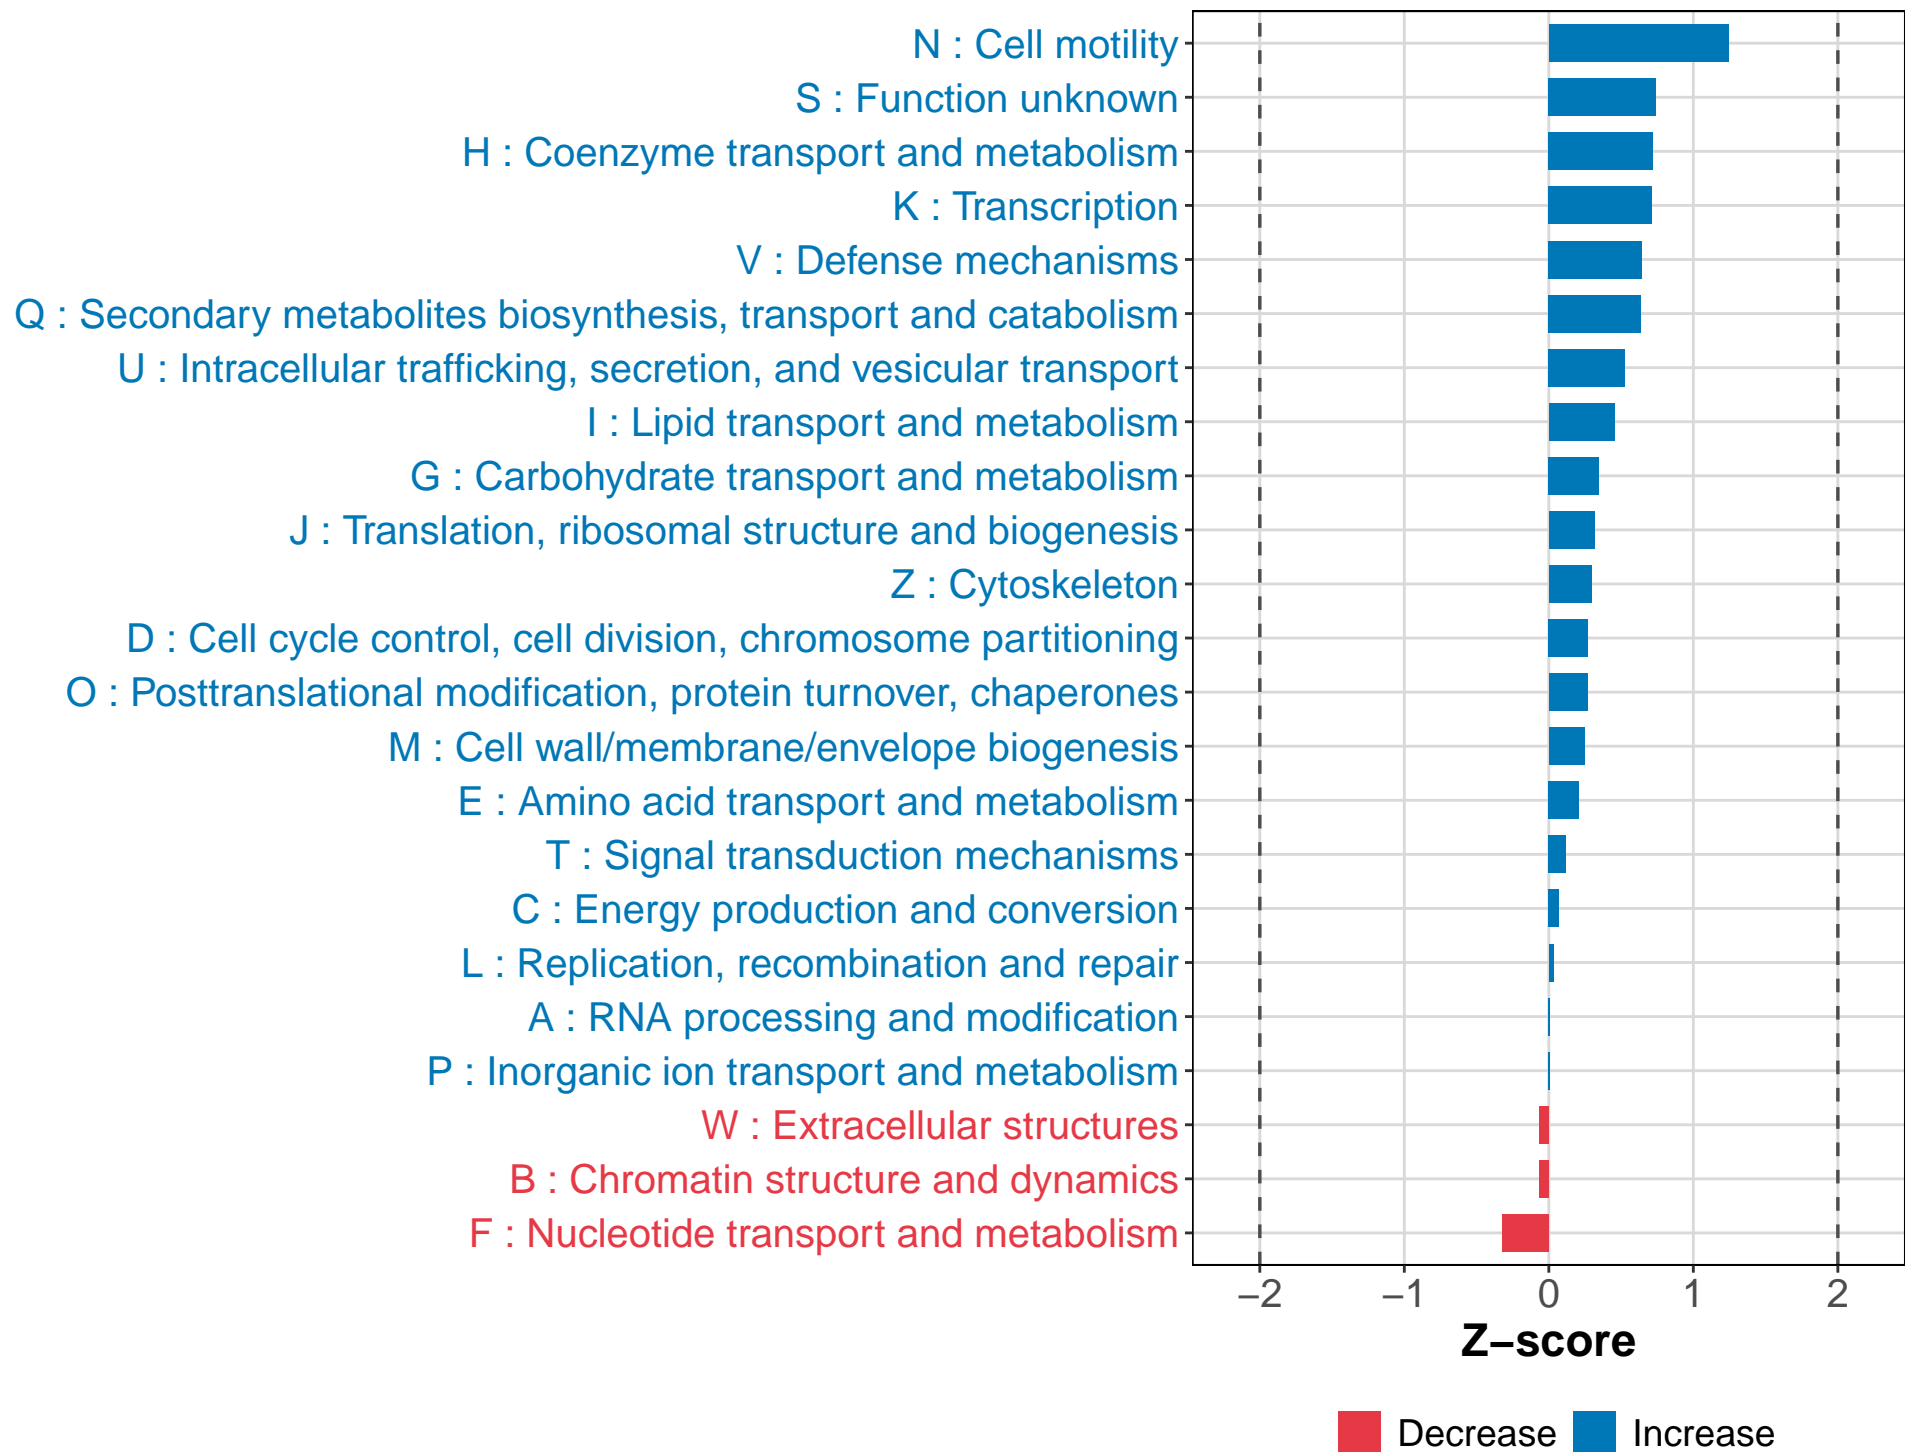 N : Cell motility
S : Function unknown
H : Coenzyme transport and metabolism
K : Transcription
V : Defense mechanisms
Q : Secondary metabolites biosynthesis, transport and catabolism
U : Intracellular trafficking, secretion, and vesicular transport
I : Lipid transport and metabolism
G : Carbohydrate transport and metabolism
J : Translation, ribosomal structure and biogenesis
Z : Cytoskeleton
D : Cell cycle control, cell division, chromosome partitioning
O : Posttranslational modification, protein turnover, chaperones
M : Cell wall/membrane/envelope biogenesis
E : Amino acid transport and metabolism
T : Signal transduction mechanisms
C : Energy production and conversion
L : Replication, recombination and repair
A : RNA processing and modification
P : Inorganic ion transport and metabolism
W : Extracellular structures
B : Chromatin structure and dynamics
F : Nucleotide transport and metabolism
−2 −1 0 1 2
Z−score
Decrease Increase